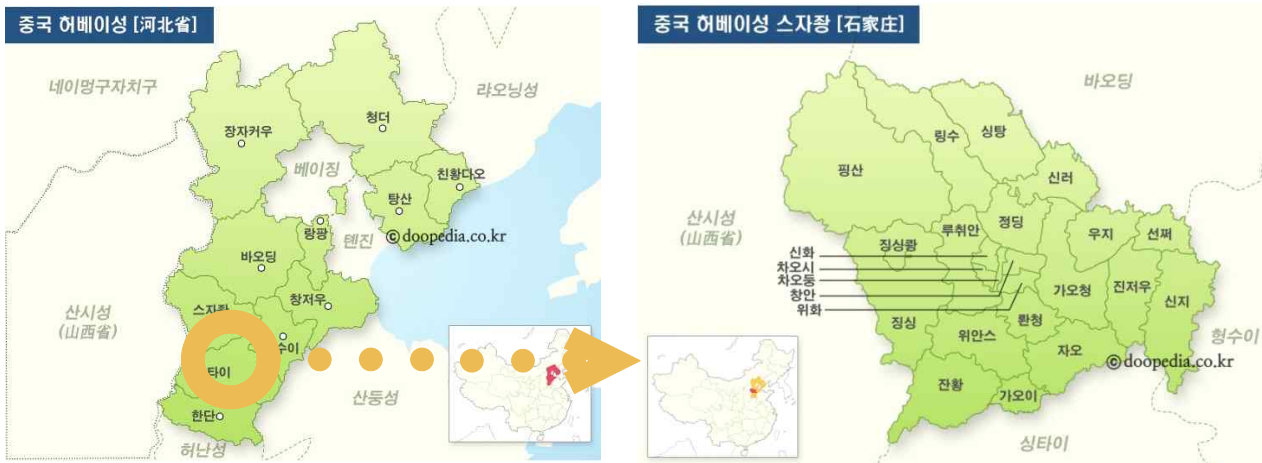 중국 허베이성 [河北省]
네이멍구자치구
랴오닝성
장자커우
청더
베이징
친황다오
탕산
랑팡
톈진
ⓒdoopedia.co.kr
바오딩
스자좡
창저우
산시성
(山西省)
수이
타이
산둥성
한단
허난성
중국 허베이성 스자좡 [石家庄]
바오딩
링수
싱탕
핑산
신러
산시성
(山西省)
정딩
루취안
우지
선쩌
징싱쾅
신화
차오시
차오둥
창안
위화
가오청
진저우
신지
징싱
위안스
롼청
자오
형수이
ⓒdoopedia.co.kr
잔황
가오이
싱타이